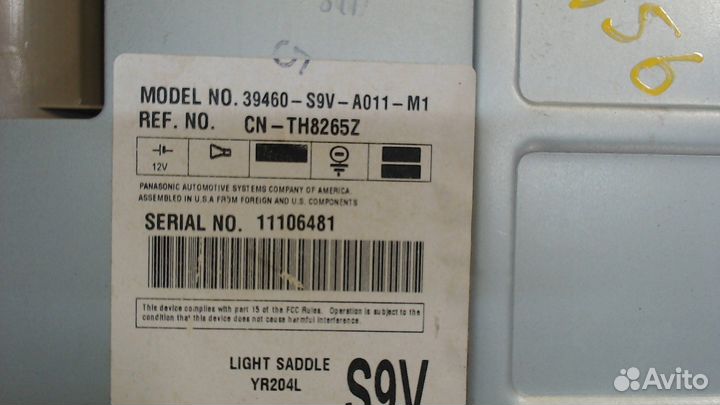 56
MODEL NO. 39460-S9V-A011-M1
REF. NO. CN-TH8265Z
12V
PANASONIC AUTOMOTIVE SYSTEMS COMPANY OF AMERICA
ASSEMBLED IN U.S.A FROM FOREIGN AND U.S. COMPONENTS
SERIAL NO. 11106481
This device complies with part 15 of the FCC Rules. Operation is subject to the
condition that this device does not cause harmful interference.
LIGHT SADDLE
YR204L
S9V
Avito